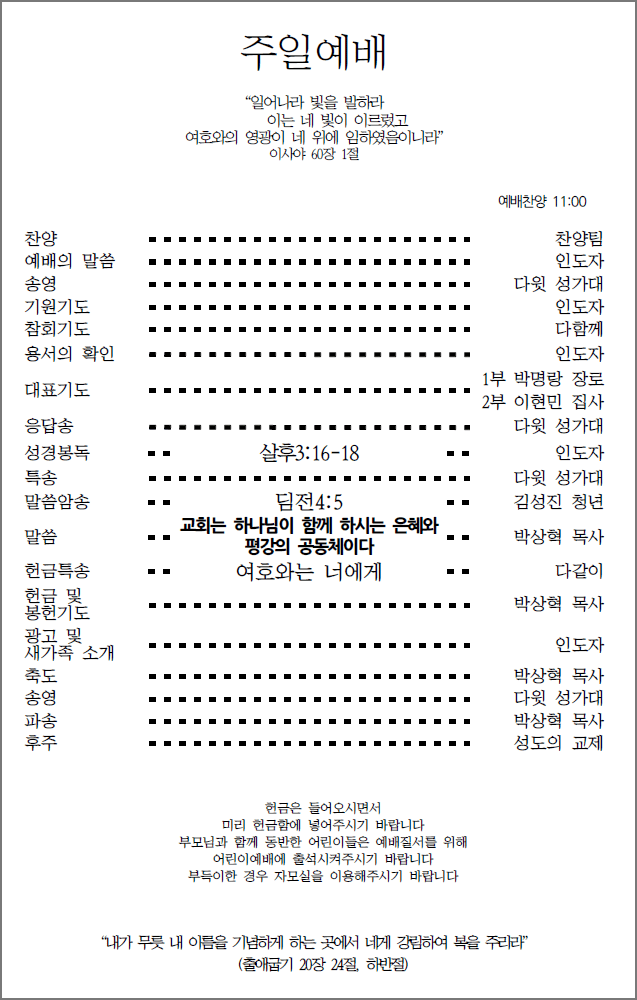 주일예배
“일어나라 빛을 발하라
이는 네 빛이 이르렀고
여호와의 영광이 네 위에 임하였음이니라”
이사야 60장 1절
예배찬양 11:00
찬양 찬양팀
예배의 말씀 인도자
송영 다윗 성가대
기원기도 인도자
참회기도 다함께
용서의 확인 인도자
대표기도 1부 박명랑 장로
2부 이현민 집사
응답송 다윗 성가대
성경봉독 살후3:16-18 인도자
특송 다윗 성가대
말씀암송 딤전4:5 김성진 청년
말씀 교회는 하나님이 함께 하시는 은혜와 박상혁 목사
평강의 공동체이다
헌금특송 여호와는 너에게 다같이
헌금 및
봉헌기도 박상혁 목사
광고 및
새가족 소개 인도자
축도 박상혁 목사
송영 다윗 성가대
파송 박상혁 목사
후주 성도의 교제
헌금은 들어오시면서
미리 헌금함에 넣어주시기 바랍니다
부모님과 함께 동반한 어린이들은 예배질서를 위해
어린이예배에 출석시켜주시기 바랍니다
부득이한 경우 자모실을 이용해주시기 바랍니다
“내가 무릇 내 이름을 기념하게 하는 곳에서 네게 강림하여 복을 주리라”
(출애굽기 20장 24절, 하반절)